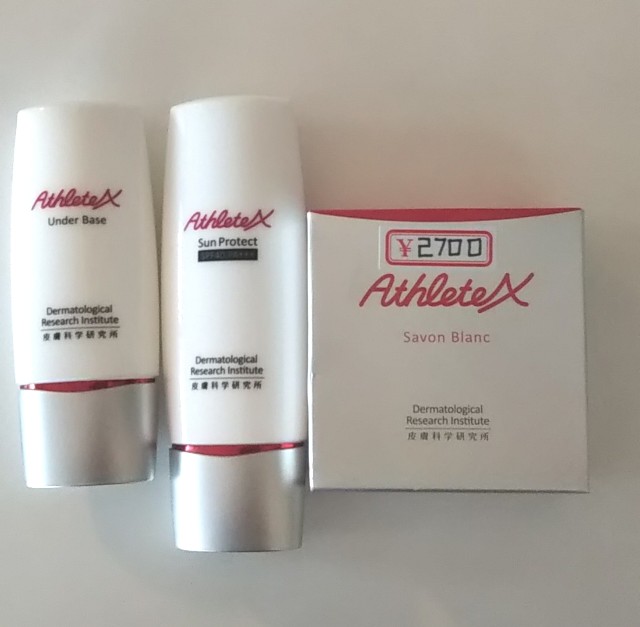 AthleteX
Under Base
Dermatological
Research Institute
皮膚科学研究所
AthleteX
Sun Protect
Dermatological
Research Institute
皮膚科学研究所
¥2700
AthleteX
Savon Blanc
Dermatological
Research Institute
皮膚科学研究所